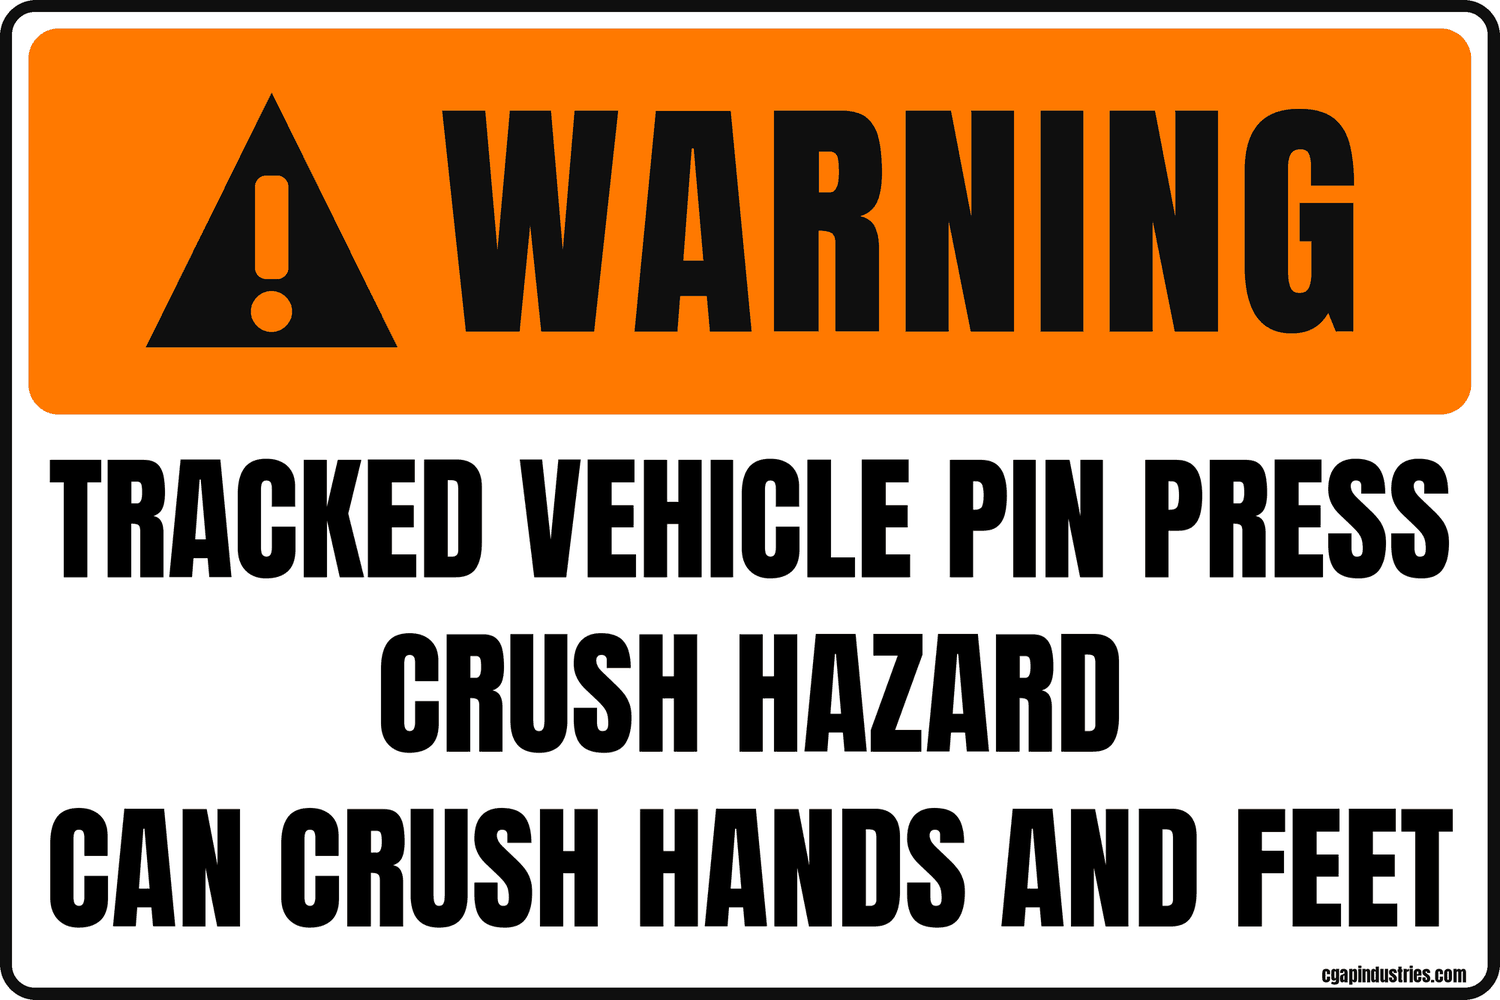 WARNING
TRACKED VEHICLE PIN PRESS
CRUSH HAZARD
CAN CRUSH HANDS AND FEET
cgapindustries.com